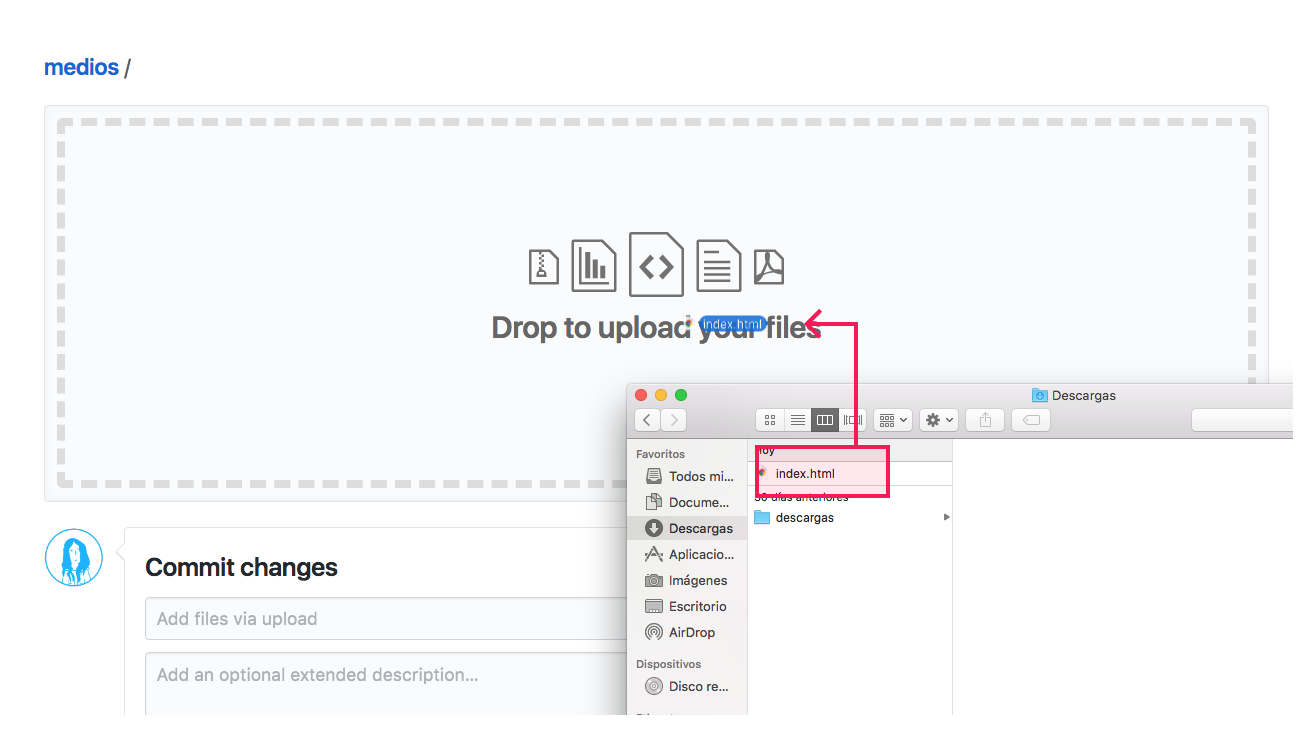 medios /
Drop to upload your files
index.html
Descargas
Favoritos
Todos mi...
Docume...
Descargas
Aplicacio...
Imágenes
Escritorio
AirDrop
Dispositivos
Disco re...
Hoy
index.html
30 días anteriores
descargas
Commit changes
Add files via upload
Add an optional extended description...